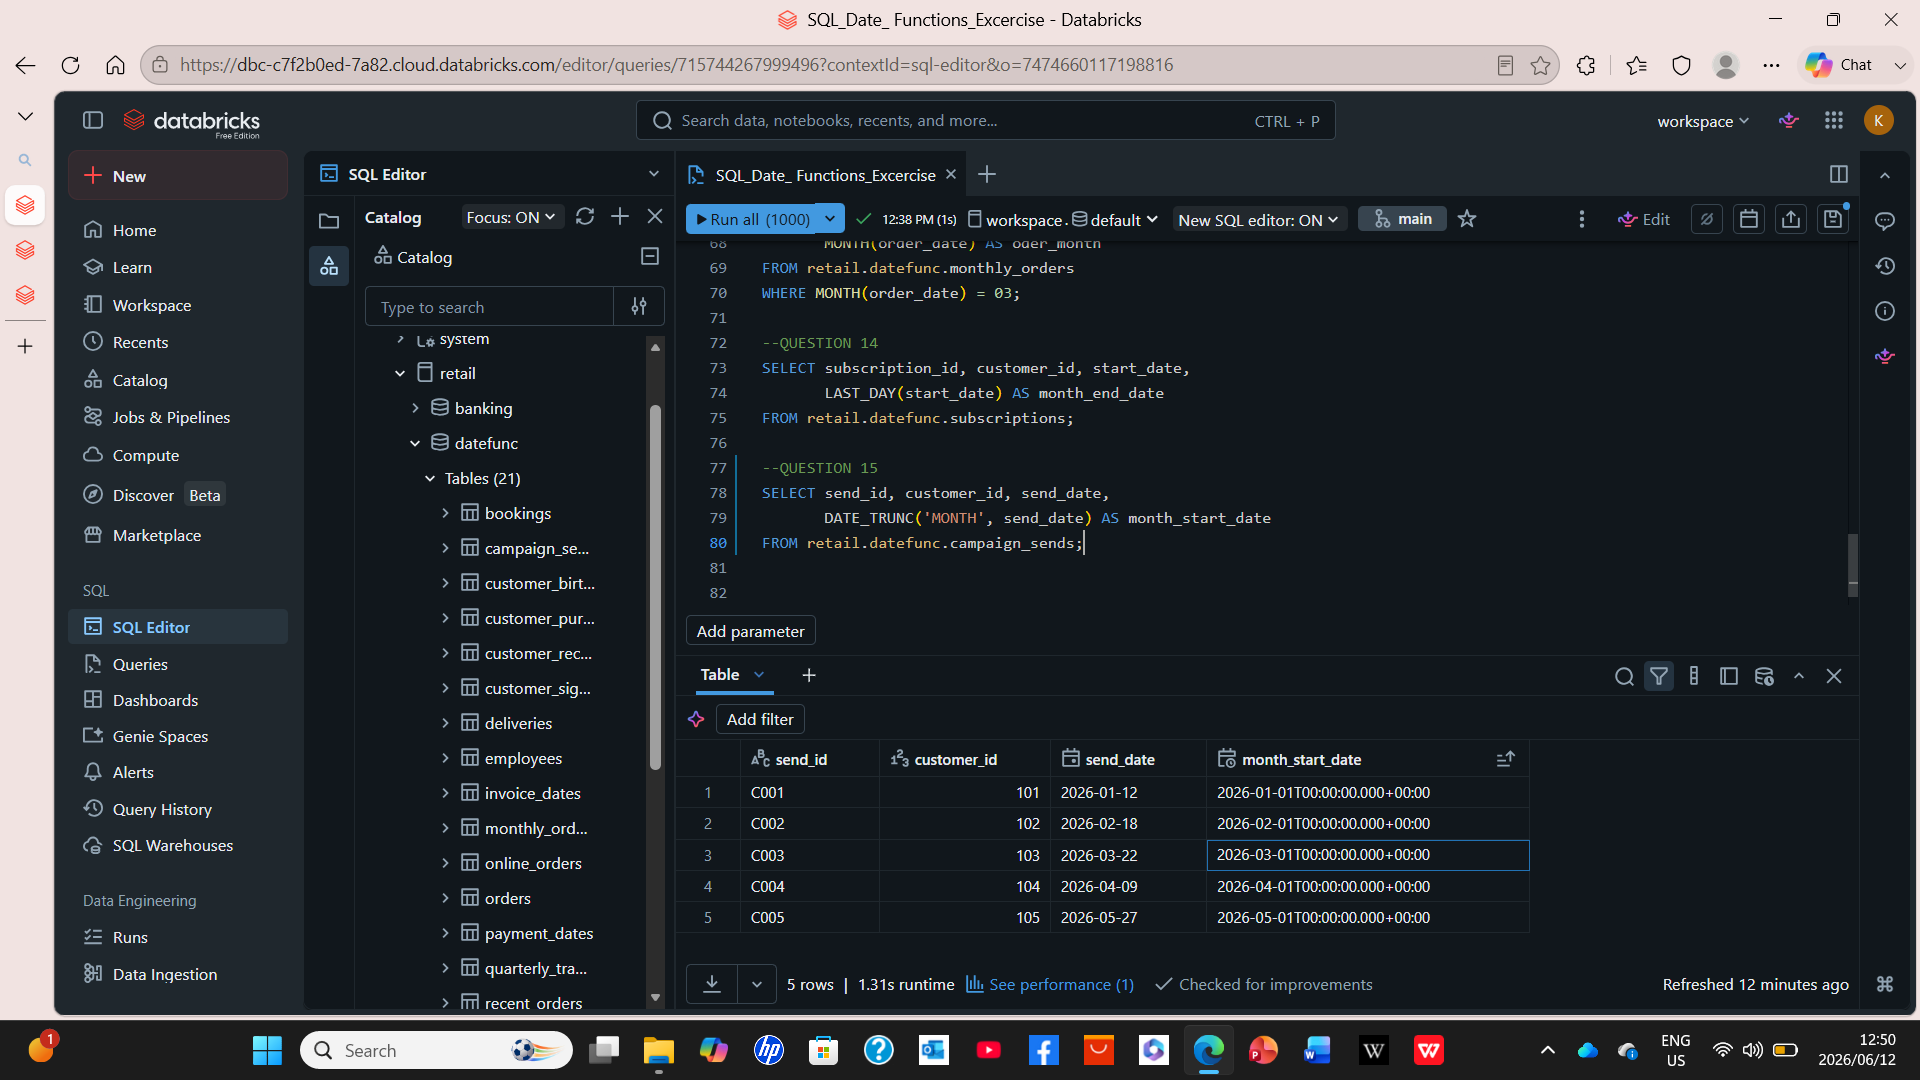 SQL_Date_ Functions_Excercise - Databricks
https://dbc-c7f2b0ed-7a82.cloud.databricks.com/editor/queries/715744267999496?contextId=sql-editor&o=7474660117198816
Chat
databricks
Free Edition
Search data, notebooks, recents, and more...
CTRL + P
workspace
K
New
Home
Learn
Workspace
Recents
Catalog
Jobs & Pipelines
Compute
Discover Beta
Marketplace
SQL
SQL Editor
Queries
Dashboards
Genie Spaces
Alerts
Query History
SQL Warehouses
Data Engineering
Runs
Data Ingestion
SQL Editor
Catalog
Focus: ON
Catalog
Type to search
system
retail
banking
datefunc
Tables (21)
bookings
campaign_se...
customer_birt...
customer_pur...
customer_rec...
customer_sig...
deliveries
employees
invoice_dates
monthly_ord...
online_orders
orders
payment_dates
quarterly_tra...
recent_orders
SQL_Date_ Functions_Excercise
Run all (1000)
12:38 PM (1s)
workspace.
default
New SQL editor: ON
main
Edit
68 MONTH(order_date) AS oder_month
69 FROM retail.datefunc.monthly_orders
70 WHERE MONTH(order_date) = 03;
71
72 --QUESTION 14
73 SELECT subscription_id, customer_id, start_date,
74 LAST_DAY(start_date) AS month_end_date
75 FROM retail.datefunc.subscriptions;
76
77 --QUESTION 15
78 SELECT send_id, customer_id, send_date,
79 DATE_TRUNC('MONTH', send_date) AS month_start_date
80 FROM retail.datefunc.campaign_sends;
81
82
Add parameter
Table
Add filter
send_id customer_id send_date month_start_date
1 C001 101 2026-01-12 2026-01-01T00:00:00.000+00:00
2 C002 102 2026-02-18 2026-02-01T00:00:00.000+00:00
3 C003 103 2026-03-22 2026-03-01T00:00:00.000+00:00
4 C004 104 2026-04-09 2026-04-01T00:00:00.000+00:00
5 C005 105 2026-05-27 2026-05-01T00:00:00.000+00:00
5 rows | 1.31s runtime
See performance (1)
Checked for improvements
Refreshed 12 minutes ago
1
Search
ENG
US
12:50
2026/06/12